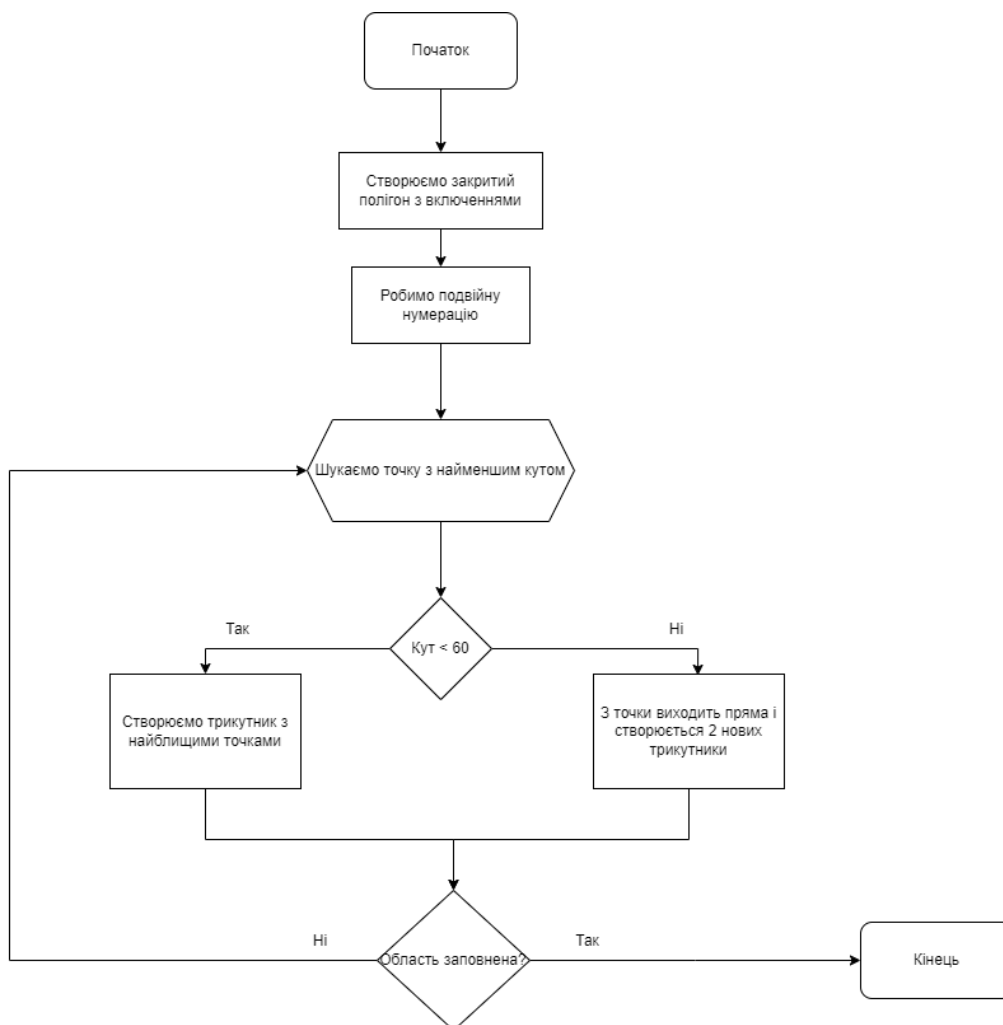 Початок
Створюємо закритий
полігон з включеннями
Робимо подвійну
нумерацію
Шукаємо точку з найменшим кутом
Так
Кут < 60
Ні
Створюємо трикутник з
найблищими точками
З точки виходить пряма і
створюється 2 нових
трикутники
Ні
Область заповнена?
Так
Кінець